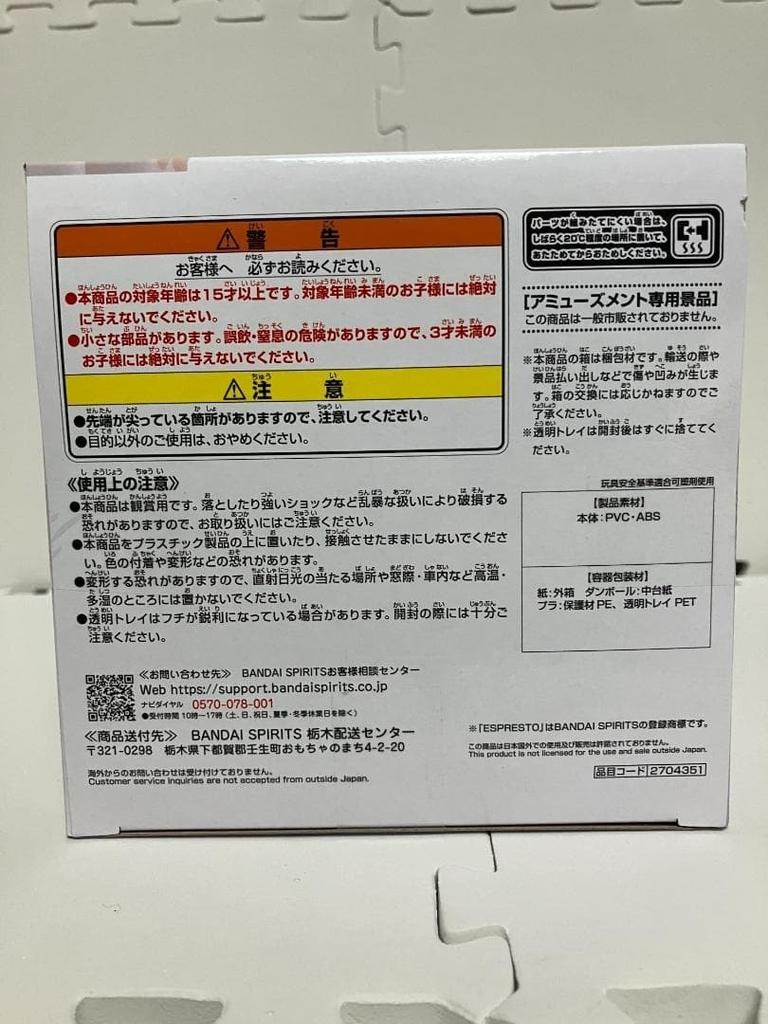 警告
お客様へ 必ずお読みください。
●本商品の対象年齢は15才以上です。対象年齢未満のお子様には絶対
に与えないでください。
●小さな部品があります。誤飲・窒息の危険がありますので、3才未満の
お子様には絶対に与えないでください。
注意
●先端が尖っている箇所がありますので、注意してください。
●目的以外のご使用は、おやめください。
《使用上の注意》
●本商品は観賞用です。落としたり強いショックなど乱暴な扱いにより破損する
恐れがありますので、お取り扱いにはご注意ください。
●本商品をプラスチック製品の上に置いたり、接触させたままにしないでくださ
い。色の付着や変形などの恐れがあります。
●変形する恐れがありますので、直射日光の当たる場所や窓際・車内など高温・
多湿のところには置かないでください。
●透明トレイはフチが鋭利になっている場合があります。開封の際には十分ご
注意ください。
≪お問い合わせ先≫ BANDAI SPIRITSお客様相談センター
Web https://support.bandaispirits.co.jp
ナビダイヤル 0570-078-001
●受付時間 10時〜17時(土、日、祝日、夏季・冬季休業日を除く)
≪商品送付先≫ BANDAI SPIRITS 栃木配送センター
〒321-0298 栃木県下都賀郡壬生町おもちゃのまち4-2-20
海外からのお問い合わせは受け付けておりません。
Customer service inquiries are not accepted from outside Japan.
パーツが組みたてにくい場合は、
しばらく20℃程度の場所に置いて、
あたためてからおためしください。
【アミューズメント専用景品】
この商品は一般市販されておりません。
※本商品の箱は梱包材です。輸送の際や
景品払い出しなどで傷や凹みが生じま
す。箱の交換には応じかねますのでご
了承ください。
※透明トレイは開封後はすぐに捨ててく
ださい。
玩具安全基準適合可塑剤使用
【製品素材】
本体:PVC・ABS
【容器包装材】
紙:外箱 ダンボール:中台紙
プラ:保護材 PE、透明トレイ PET
※「ESPRESTO」はBANDAI SPIRITSの登録商標です。
この商品は日本国外での使用及び販売は許諾されておりません。
This product is not licensed for the use and sale outside Japan.
品目コード 2704351